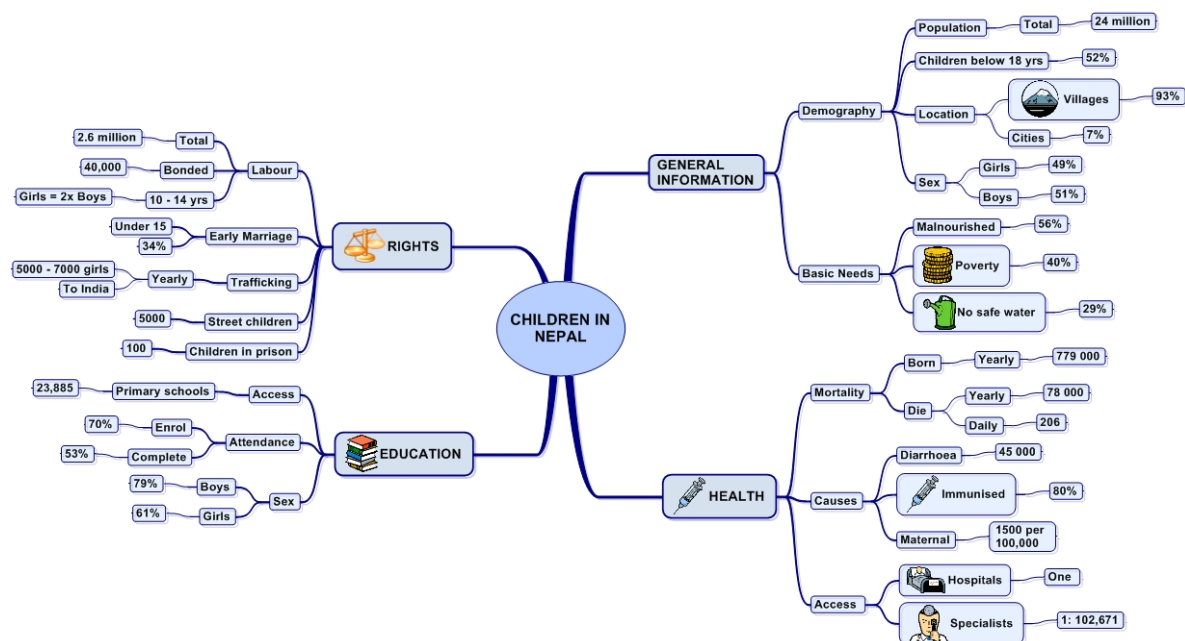 CHILDREN IN
NEPAL
GENERAL
INFORMATION
Demography
Population
Total
24 million
Children below 18 yrs
52%
Location
Villages
93%
Cities
7%
Sex
Girls
49%
Boys
51%
Basic Needs
Malnourished
56%
Poverty
40%
No safe water
29%
HEALTH
Mortality
Born
Yearly
779 000
Die
Yearly
78 000
Daily
206
Causes
Diarrhoea
45 000
Immunised
80%
Maternal
1500 per
100,000
Access
Hospitals
One
Specialists
1: 102,671
RIGHTS
Labour
Total
2.6 million
Bonded
40,000
10 - 14 yrs
Girls = 2x Boys
Early Marriage
Under 15
34%
Trafficking
Yearly
5000 - 7000 girls
To India
Street children
5000
Children in prison
100
EDUCATION
Access
Primary schools
23,885
Attendance
Enrol
70%
Complete
53%
Sex
Boys
79%
Girls
61%